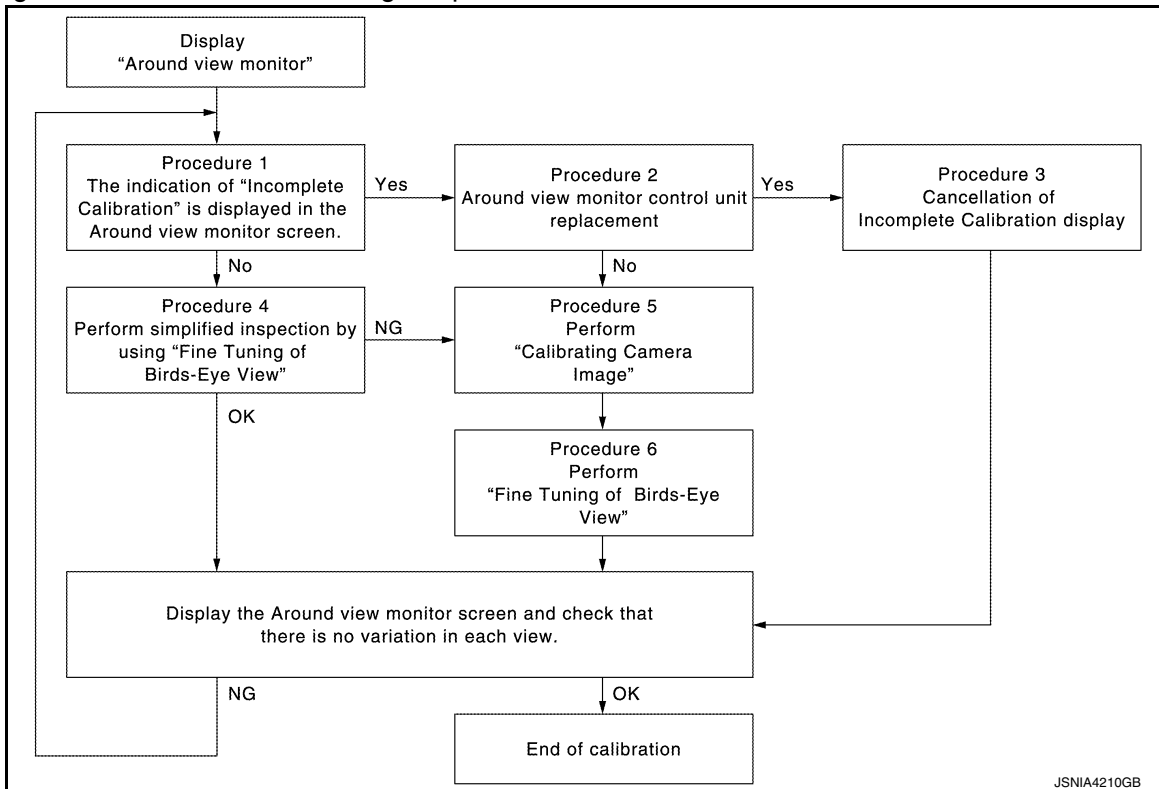 Display
“Around view monitor”
Procedure 1
The indication of “Incomplete
Calibration” is displayed in the
Around view monitor screen.
Yes
Procedure 2
Around view monitor control unit
replacement
Yes
Procedure 3
Cancellation of
Incomplete Calibration display
No
No
Procedure 4
Perform simplified inspection by
using “Fine Tuning of
Birds-Eye View”
NG
Procedure 5
Perform
“Calibrating Camera
Image”
OK
Procedure 6
Perform
“Fine Tuning of Birds-Eye
View”
Display the Around view monitor screen and check that
there is no variation in each view.
NG
OK
End of calibration
JSNIA4210GB